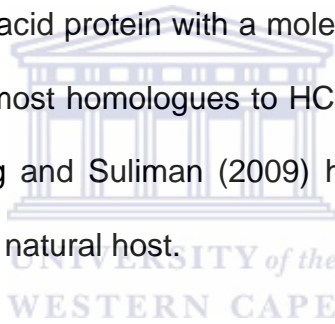 acid protein with a mole
most homologues to HC
g and Suliman (2009) h
natural host.
UNIVERSITY of the
WESTERN CAPE